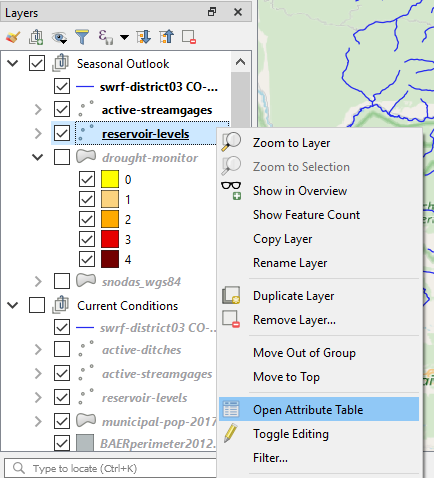 Layers
Seasonal Outlook
swrf-district03 CO-...
active-streamgages
reservoir-levels
drought-monitor
0
1
2
3
4
snodas_wgs84
Current Conditions
swrf-district03 CO-...
active-ditches
active-streamgages
reservoir-levels
municipal-pop-2017
BAERperimeter2012...
Type to locate (Ctrl+K)
Zoom to Layer
Zoom to Selection
Show in Overview
Show Feature Count
Copy Layer
Rename Layer
Duplicate Layer
Remove Layer...
Move Out of Group
Move to Top
Open Attribute Table
Toggle Editing
Filter...